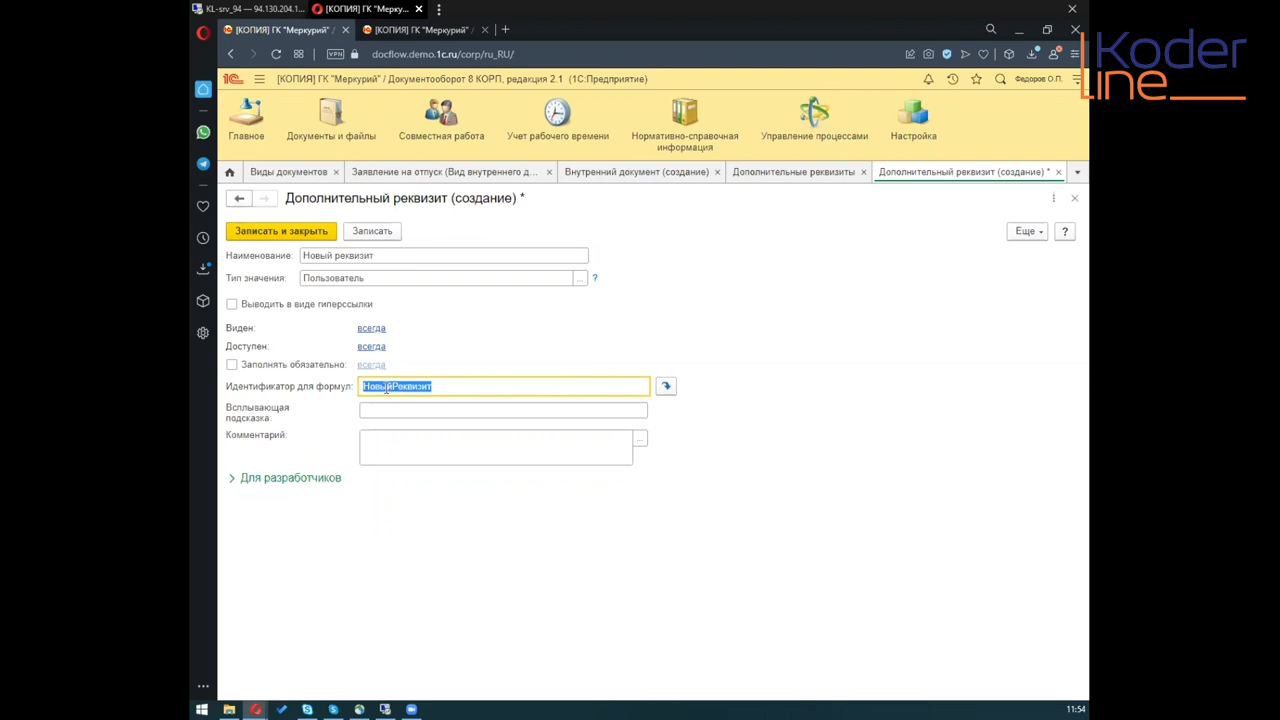 KL-srv_94 — 94.130.204.1...
[КОПИЯ] ГК "Мерку...
[КОПИЯ] ГК "Меркурий" /
[КОПИЯ] ГК "Меркурий" /
VPN
docflow.demo.1c.ru/corp/ru_RU/
Koder
Line
[КОПИЯ] ГК "Меркурий" / Документооборот 8 КОРП, редакция 2.1 (1С:Предприятие)
Федоров О.П.
Главное
Документы и файлы
Совместная работа
Учет рабочего времени
Нормативно-справочная
информация
Управление процессами
Настройка
Виды документов
Заявление на отпуск (Вид внутреннего д...
Внутренний документ (создание)
Дополнительные реквизиты
Дополнительный реквизит (создание) *
Дополнительный реквизит (создание) *
Записать и закрыть
Записать
Еще
?
Наименование:
Новый реквизит
Тип значения:
Пользователь
...
?
Выводить в виде гиперссылки
Виден:
всегда
Доступен:
всегда
Заполнять обязательно:
всегда
Идентификатор для формул:
НовыйРеквизит
Всплывающая
подсказка:
Комментарий:
...
Для разработчиков
11:54